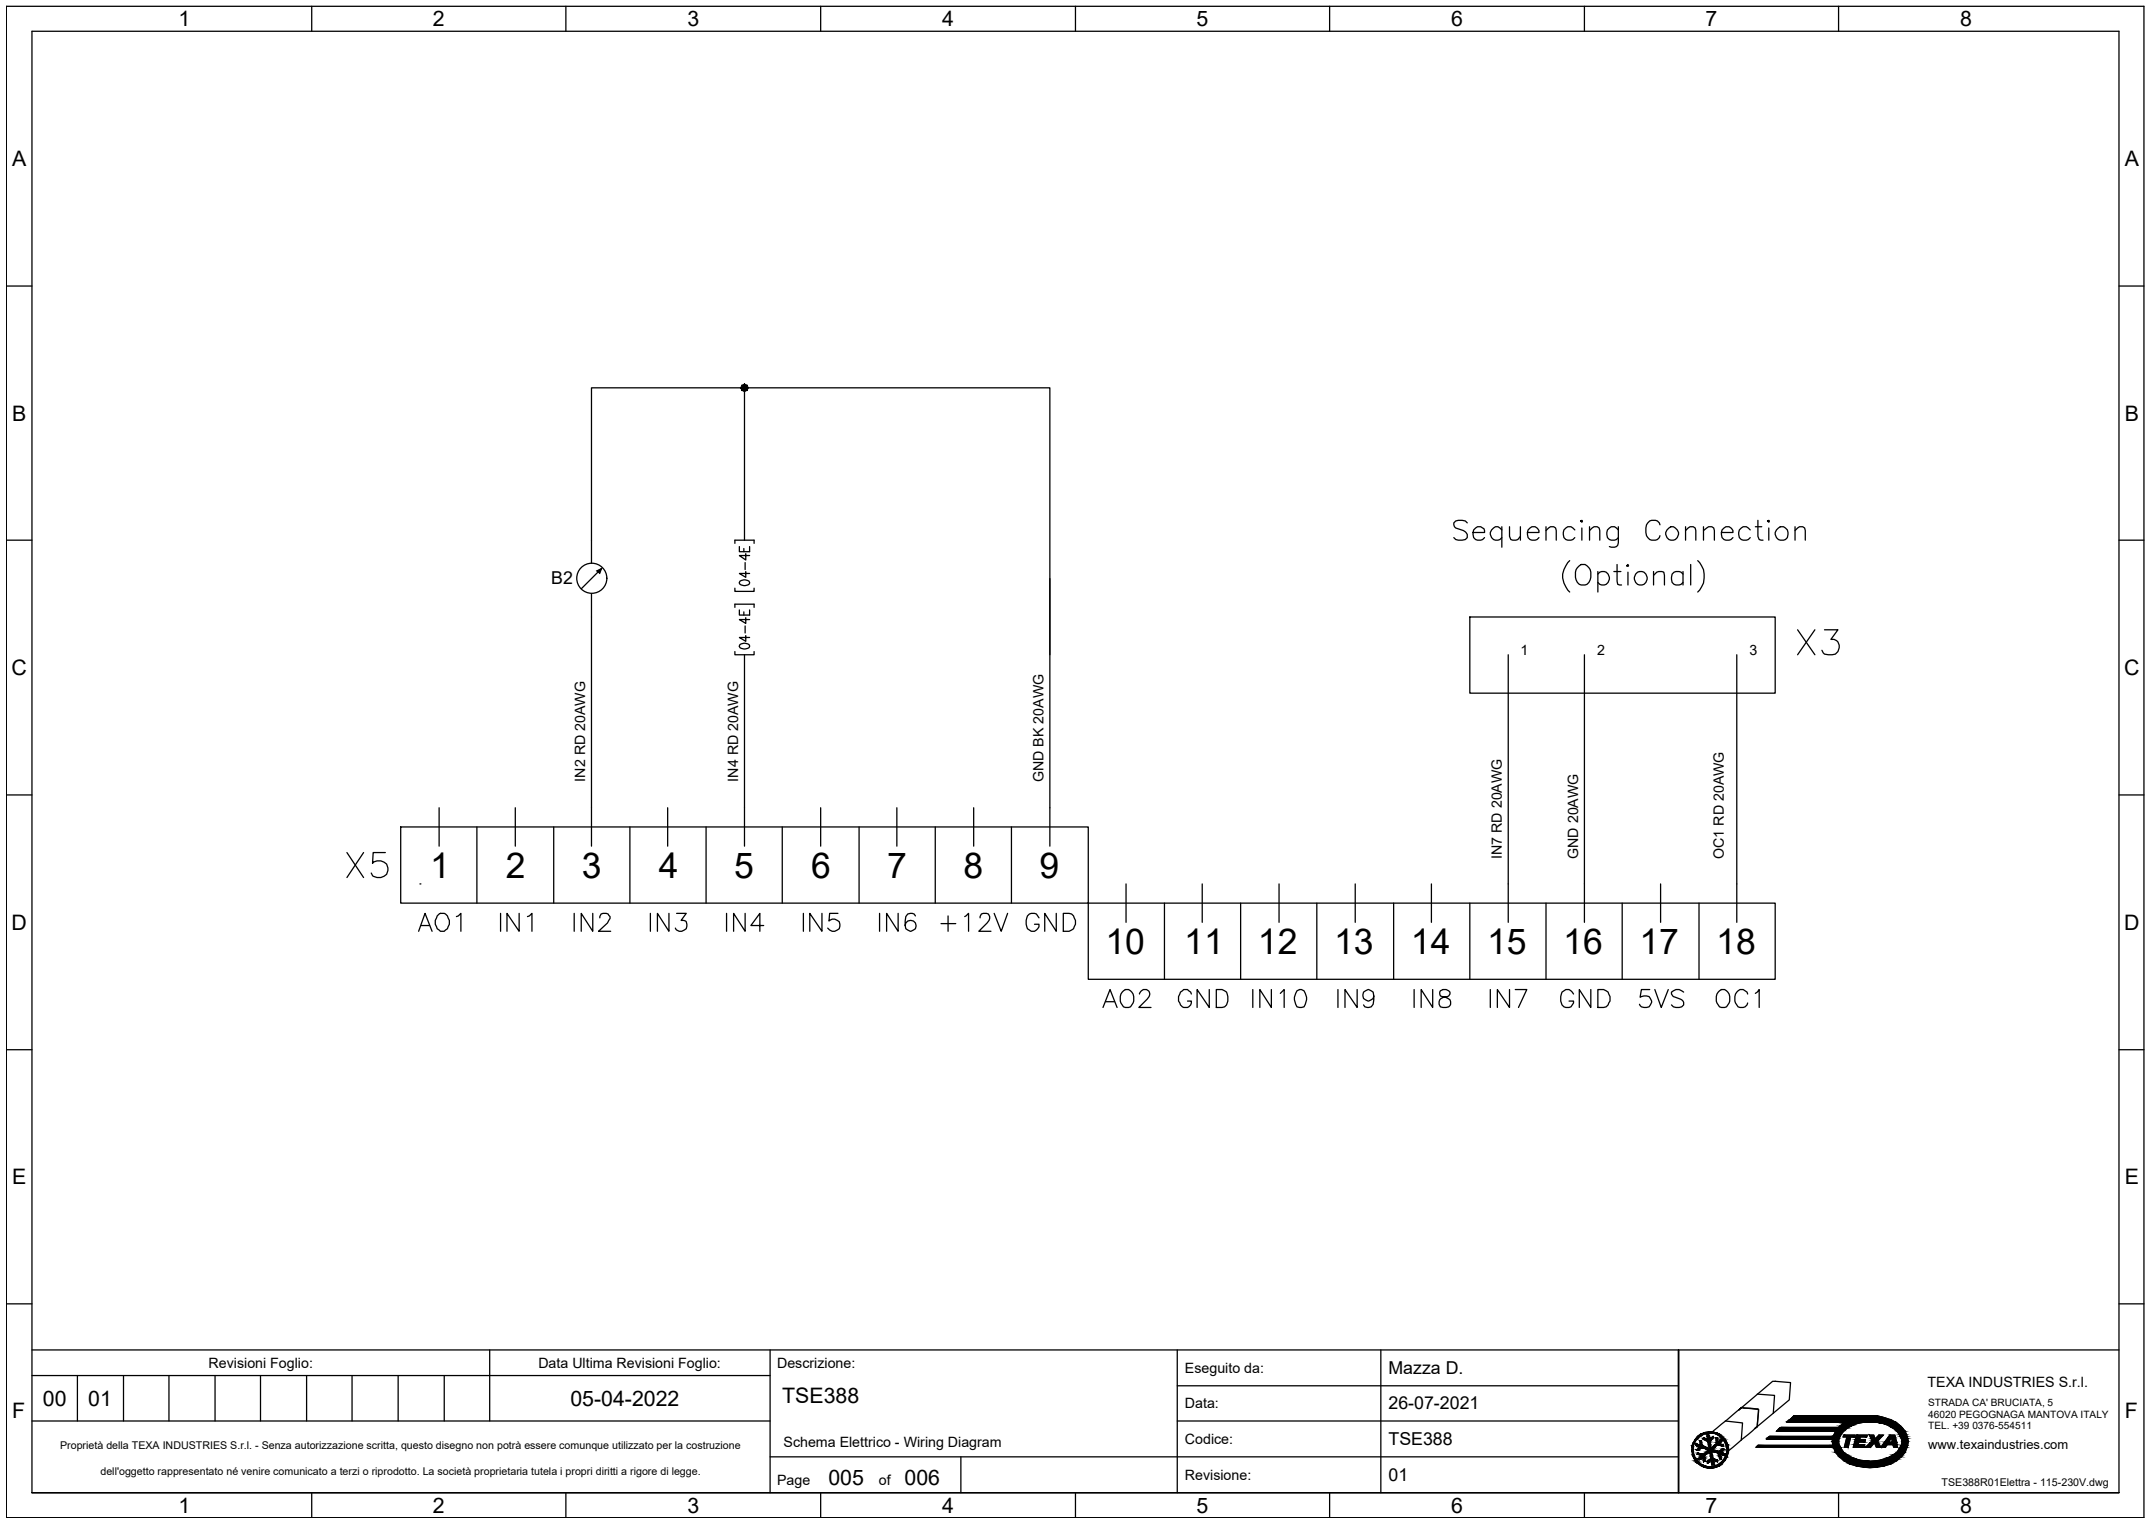 1 2 3 4 5 6 7 8
A A
B B
Sequencing Connection
(Optional)
B2
[04-4E] [04-4E]
X3
1 2 3
C C
IN2 RD 20AWG
IN4 RD 20AWG
GND BK 20AWG
IN7 RD 20AWG
GND 20AWG
OC1 RD 20AWG
X5 1 2 3 4 5 6 7 8 9
AO1 IN1 IN2 IN3 IN4 IN5 IN6 +12V GND
D D
10 11 12 13 14 15 16 17 18
AO2 GND IN10 IN9 IN8 IN7 GND 5VS OC1
E E
F F
Revisioni Foglio:
00 01
Data Ultima Revisioni Foglio:
05-04-2022
Proprietà della TEXA INDUSTRIES S.r.l. - Senza autorizzazione scritta, questo disegno non potrà essere comunque utilizzato per la costruzione
dell'oggetto rappresentato né venire comunicato a terzi o riprodotto. La società proprietaria tutela i propri diritti a rigore di legge.
Descrizione:
TSE388
Schema Elettrico - Wiring Diagram
Page 005 of 006
Eseguito da: Mazza D.
Data: 26-07-2021
Codice: TSE388
Revisione: 01
TEXA
TEXA INDUSTRIES S.r.l.
STRADA CA' BRUCIATA, 5
46020 PEGOGNAGA MANTOVA ITALY
TEL. +39 0376-554511
www.texaindustries.com
TSE388R01Elettra - 115-230V.dwg
1 2 3 4 5 6 7 8